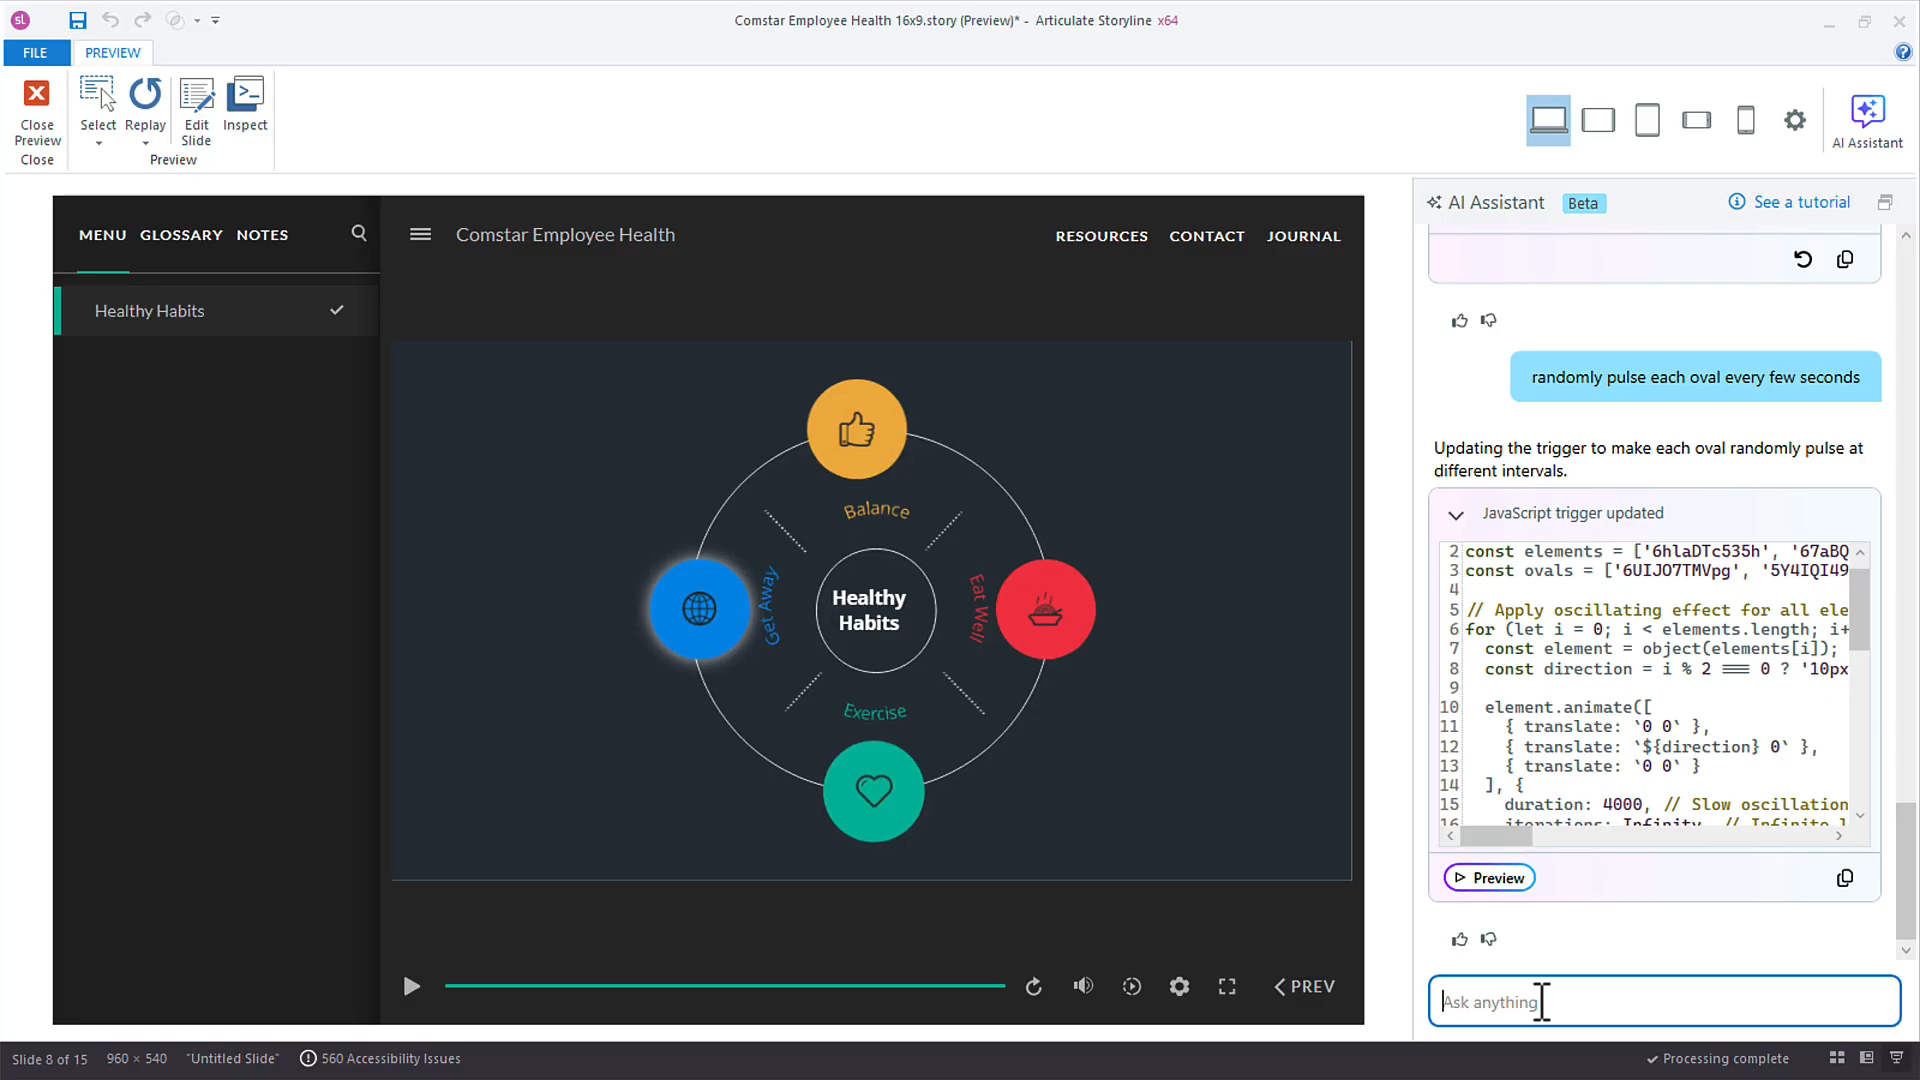 sl
Comstar Employee Health 16x9.story (Preview)* - Articulate Storyline x64
FILE
PREVIEW
?
Close
Preview
Select
Replay
Edit
Slide
Inspect
Close
Preview
AI Assistant
MENU
GLOSSARY
NOTES
Comstar Employee Health
RESOURCES
CONTACT
JOURNAL
Healthy Habits
Balance
Get Away
Healthy
Habits
Eat Well
Exercise
PREV
AI Assistant
Beta
See a tutorial
randomly pulse each oval every few seconds
Updating the trigger to make each oval randomly pulse at
different intervals.
JavaScript trigger updated
2 const elements = ['6hlaDTc535h', '67aBQ
3 const ovals = ['6UIJO7TMVpg', '5Y4IQI49
4
5 // Apply oscillating effect for all ele
6 for (let i = 0; i < elements.length; i+
7 const element = object(elements[i]);
8 const direction = i % 2 === 0 ? '10px
9
10 element.animate([
11 { translate: `0 0` },
12 { translate: `${direction} 0` },
13 { translate: `0 0` }
14 ], {
15 duration: 4000, // Slow oscillation
16 iterations: Infinity, // Infinite l
Preview
Ask anything
Slide 8 of 15
960 × 540
"Untitled Slide"
560 Accessibility Issues
Processing complete